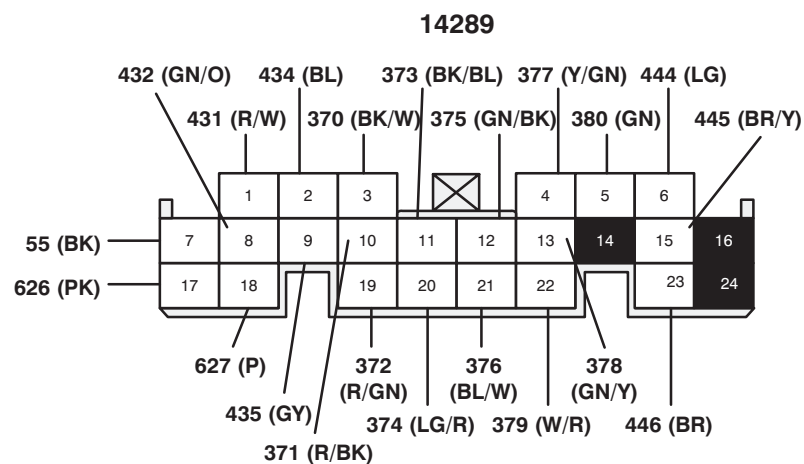 14289
432 (GN/O) 434 (BL) 373 (BK/BL) 377 (Y/GN) 444 (LG)
431 (R/W) 370 (BK/W) 375 (GN/BK) 380 (GN) 445 (BR/Y)
1 2 3 4 5 6
55 (BK) 7 8 9 10 11 12 13 14 15 16
626 (PK) 17 18 19 20 21 22 23 24
627 (P) 372 376 378
(R/GN) (BL/W) (GN/Y)
435 (GY) 374 (LG/R) 379 (W/R) 446 (BR)
371 (R/BK)